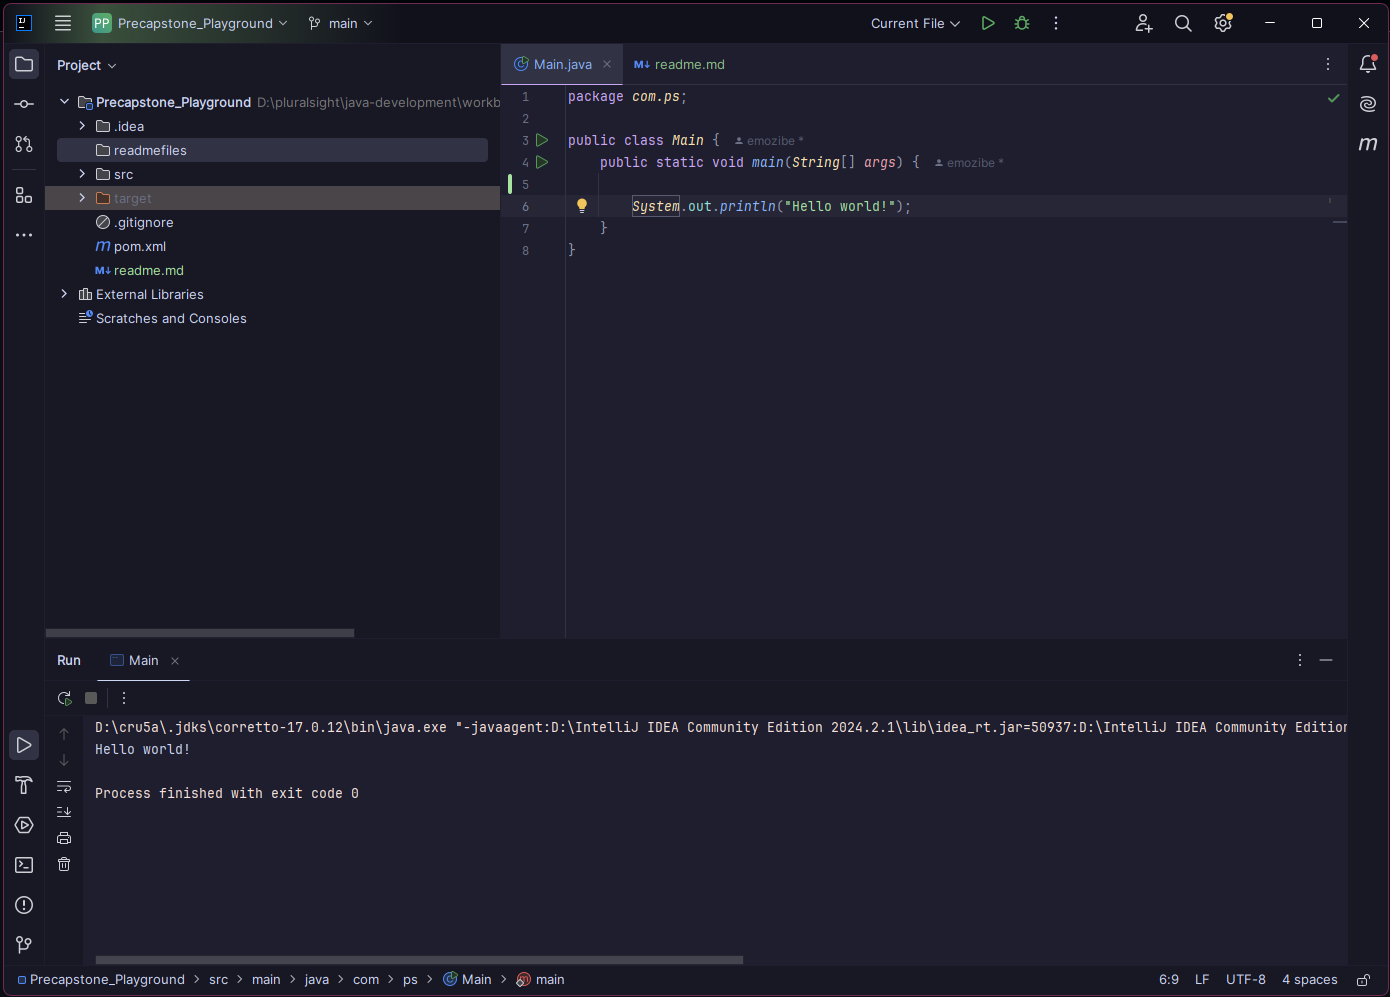 PP Precapstone_Playground main Current File
Project
Main.java
M↓ readme.md
Precapstone_Playground D:\pluralsight\java-development\workb
.idea
readmefiles
src
target
.gitignore
m pom.xml
M↓ readme.md
External Libraries
Scratches and Consoles
1 package com.ps;
2
3 public class Main { emozibe *
4 public static void main(String[] args) { emozibe *
5
6 System.out.println("Hello world!");
7 }
8 }
m
Run Main
D:\cru5a\.jdks\corretto-17.0.12\bin\java.exe "-javaagent:D:\IntelliJ IDEA Community Edition 2024.2.1\lib\idea_rt.jar=50937:D:\IntelliJ IDEA Community Edition
Hello world!
Process finished with exit code 0
Precapstone_Playground > src > main > java > com > ps > Main > main 6:9 LF UTF-8 4 spaces